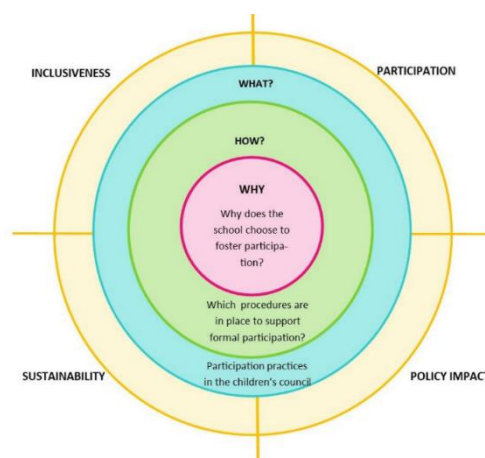 INCLUSIVENESS
PARTICIPATION
WHAT?
HOW?
WHY
Why does the
school choose to
foster participa-
tion?
Which procedures are
in place to support
formal participation?
Participation practices
in the children's council
SUSTAINABILITY
POLICY IMPACT